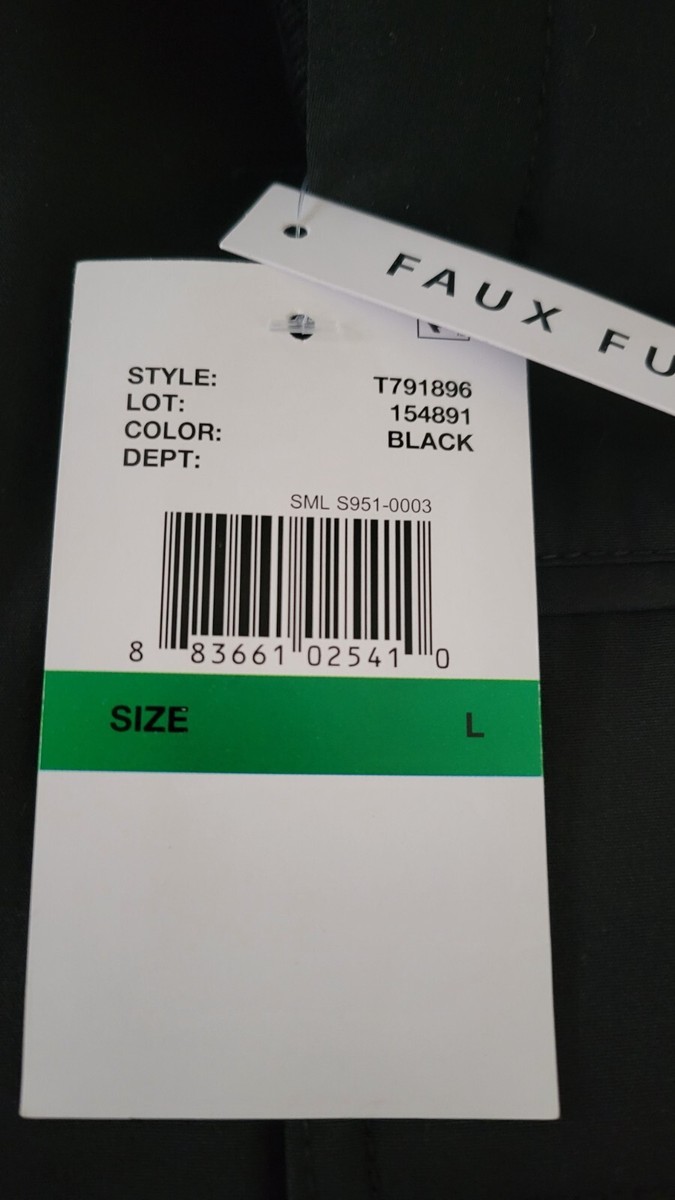 FAUX FU
STYLE: T791896
LOT: 154891
COLOR: BLACK
DEPT:
SML S951-0003
8 83661 02541 0
SIZE L